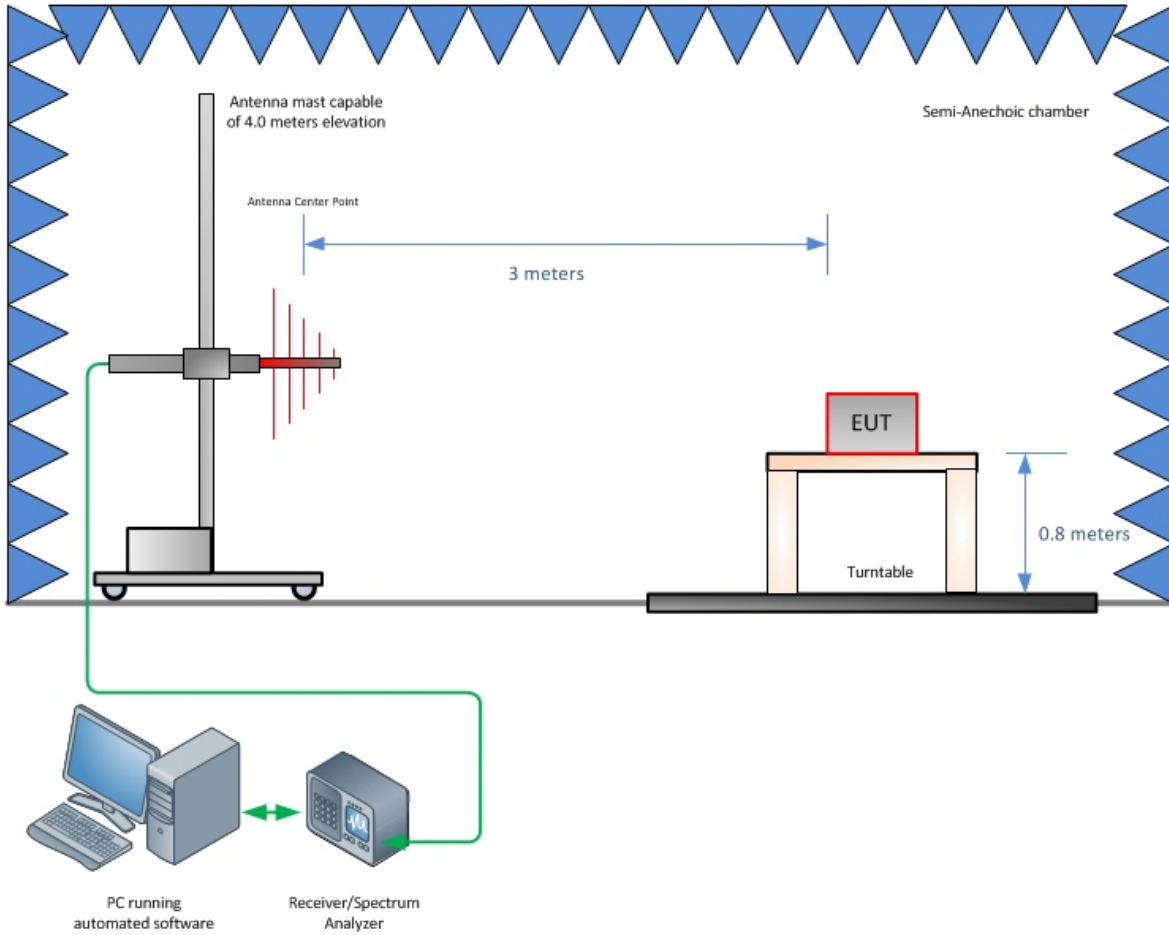 Antenna mast capable
of 4.0 meters elevation
Semi-Anechoic chamber
Antenna Center Point
3 meters
EUT
0.8 meters
Turntable
PC running
automated software
Receiver/Spectrum
Analyzer